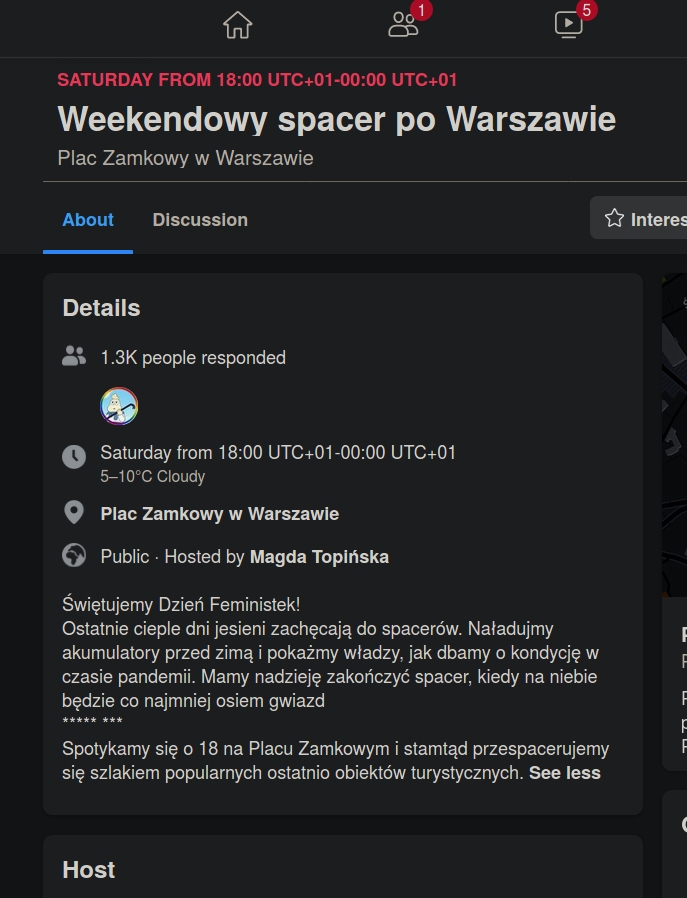 1
5
SATURDAY FROM 18:00 UTC+01-00:00 UTC+01
Weekendowy spacer po Warszawie
Plac Zamkowy w Warszawie
About
Discussion
Details
1.3K people responded
Saturday from 18:00 UTC+01-00:00 UTC+01
5–10°C Cloudy
Plac Zamkowy w Warszawie
Public · Hosted by Magda Topińska
Świętujemy Dzień Feministek!
Ostatnie cieple dni jesieni zachęcają do spacerów. Naładujmy
akumulatory przed zimą i pokażmy władzy, jak dbamy o kondycję w
czasie pandemii. Mamy nadzieję zakończyć spacer, kiedy na niebie
będzie co najmniej osiem gwiazd
***** ***
Spotykamy się o 18 na Placu Zamkowym i stamtąd przespacerujemy
się szlakiem popularnych ostatnio obiektów turystycznych. See less
Host